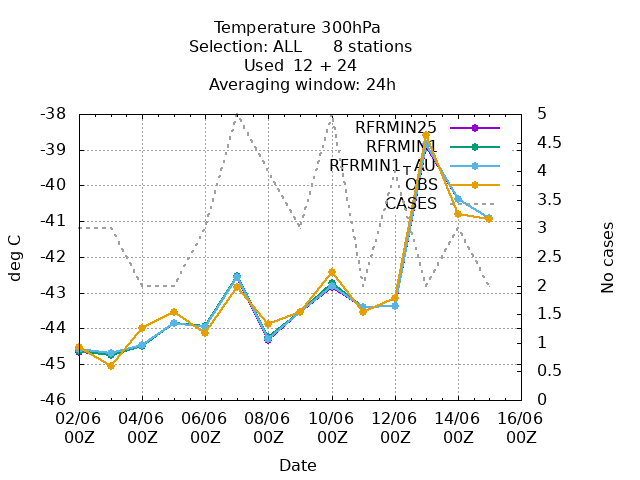 Temperature 300hPa
Selection: ALL 8 stations
Used 12 + 24
Averaging window: 24h
-38
-39
-40
-41
-42
-43
-44
-45
-46
5
4.5
4
3.5
3
2.5
2
1.5
1
0.5
0
RFRMIN25
RFRMIN1
RFRMIN1_AU
OBS
CASES
deg C
No cases
02/06 04/06 06/06 08/06 10/06 12/06 14/06 16/06
00Z 00Z 00Z 00Z 00Z 00Z 00Z 00Z
Date